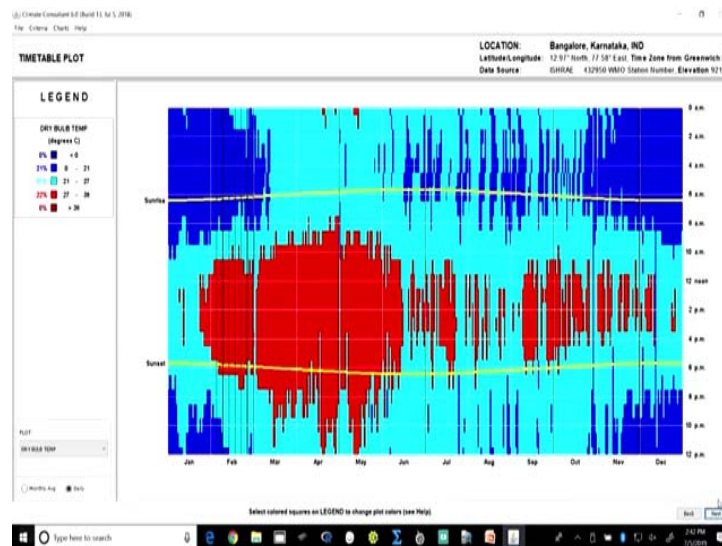 Climate Consultant 6.0 (Build 13, Jul 5, 2018)
File Criteria Charts Help
TIMETABLE PLOT
LOCATION: Bangalore, Karnataka, IND
Latitude/Longitude: 12.97° North, 77.58° East, Time Zone from Greenwich
Data Source: ISHRAE 432950 WMO Station Number, Elevation 921
LEGEND
DRY BULB TEMP
(degrees C)
0% < 0
21% 0 - 21
21 - 27
22% 27 - 38
0% > 38
0 a.m.
2 a.m.
4 a.m.
Sunrise 6 a.m.
8 a.m.
10 a.m.
12 noon
2 p.m.
4 p.m.
Sunset 6 p.m.
8 p.m.
10 p.m.
12 p.m.
Jan Feb Mar Apr May Jun Jul Aug Sep Oct Nov Dec
PLOT
DRY BULB TEMP
Monthly Avg Daily
Select colored squares on LEGEND to change plot colors (see Help).
Back Next
Type here to search
2:42 PM
7/5/2019